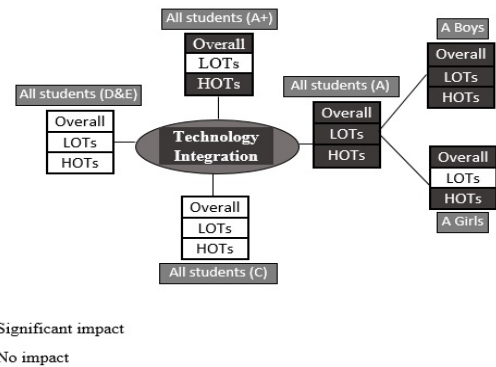 All students (A+)
Overall
LOTs
HOTs
All students (D&E)
Overall
LOTs
HOTs
Technology
Integration
All students (A)
Overall
LOTs
HOTs
A Boys
Overall
LOTs
HOTs
Overall
LOTs
HOTs
A Girls
Overall
LOTs
HOTs
All students (C)
Significant impact
No impact